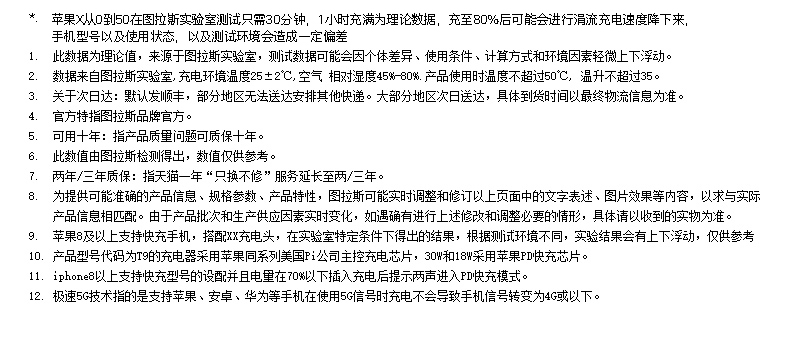 *. 苹果X从0到50在图拉斯实验室测试只需30分钟，1小时充满为理论数据，充至80%后可能会进行涓流充电速度降下来，
手机型号以及使用状态，以及测试环境会造成一定偏差
1. 此数据为理论值，来源于图拉斯实验室，测试数据可能会因个体差异、使用条件、计算方式和环境因素轻微上下浮动。
2. 数据来自图拉斯实验室,充电环境温度25±2℃,空气 相对湿度45%-80%.产品使用时温度不超过50℃, 温升不超过35。
3. 关于次日达：默认发顺丰，部分地区无法送达安排其他快递。大部分地区次日送达，具体到货时间以最终物流信息为准。
4. 官方特指图拉斯品牌官方。
5. 可用十年：指产品质量问题可质保十年。
6. 此数值由图拉斯检测得出，数值仅供参考。
7. 两年/三年质保：指天猫一年“只换不修”服务延长至两/三年。
8. 为提供可能准确的产品信息、规格参数、产品特性，图拉斯可能实时调整和修订以上页面中的文字表述、图片效果等内容，以求与实际
产品信息相匹配。由于产品批次和生产供应因素实时变化，如遇确有进行上述修改和调整必要的情形，具体请以收到的实物为准。
9. 苹果8及以上支持快充手机，搭配XX充电头，在实验室特定条件下得出的结果，根据测试环境不同，实验结果会有上下浮动，仅供参考
10. 产品型号代码为T9的充电器采用苹果同系列美国Pi公司主控充电芯片，30W和18W采用苹果PD快充芯片。
11. iphone8以上支持快充型号的设配并且电量在70%以下插入充电后提示两声进入PD快充模式。
12. 极速5G技术指的是支持苹果、安卓、华为等手机在使用5G信号时充电不会导致手机信号转变为4G或以下。